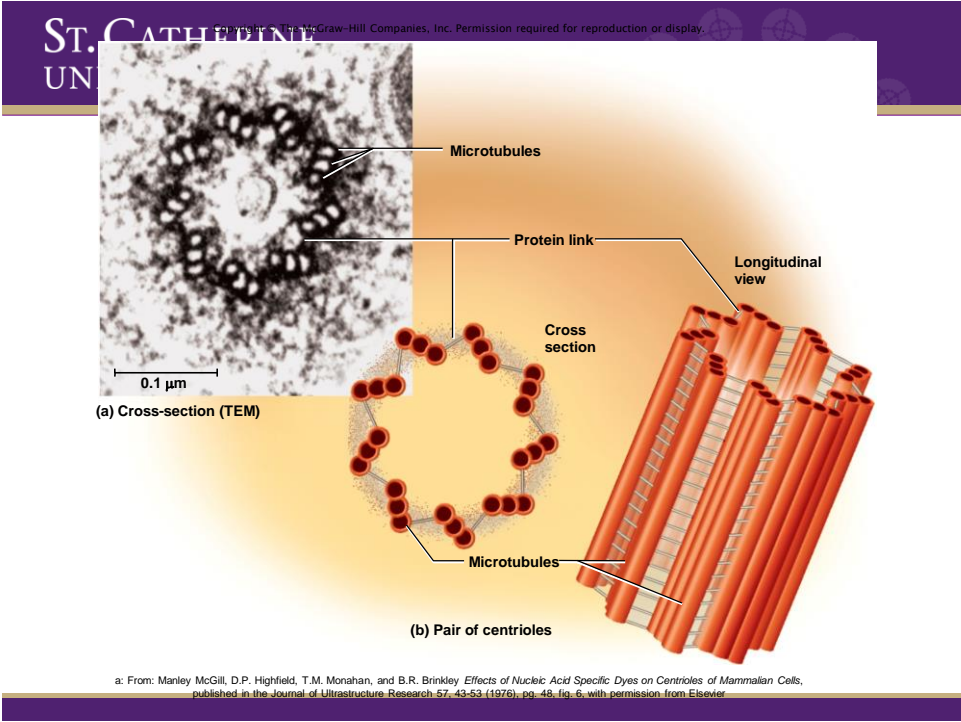 Copyright © The McGraw-Hill Companies, Inc. Permission required for reproduction or display.
ST. CATHERINE
Microtubules
Protein link
Longitudinal
view
Cross
section
0.1 µm
(a) Cross-section (TEM)
Microtubules
(b) Pair of centrioles
a: From: Manley McGill, D.P. Highfield, T.M. Monahan, and B.R. Brinkley Effects of Nucleic Acid Specific Dyes on Centrioles of Mammalian Cells,
published in the Journal of Ultrastructure Research 57, 43-53 (1976), pg. 48, fig. 6, with permission from Elsevier